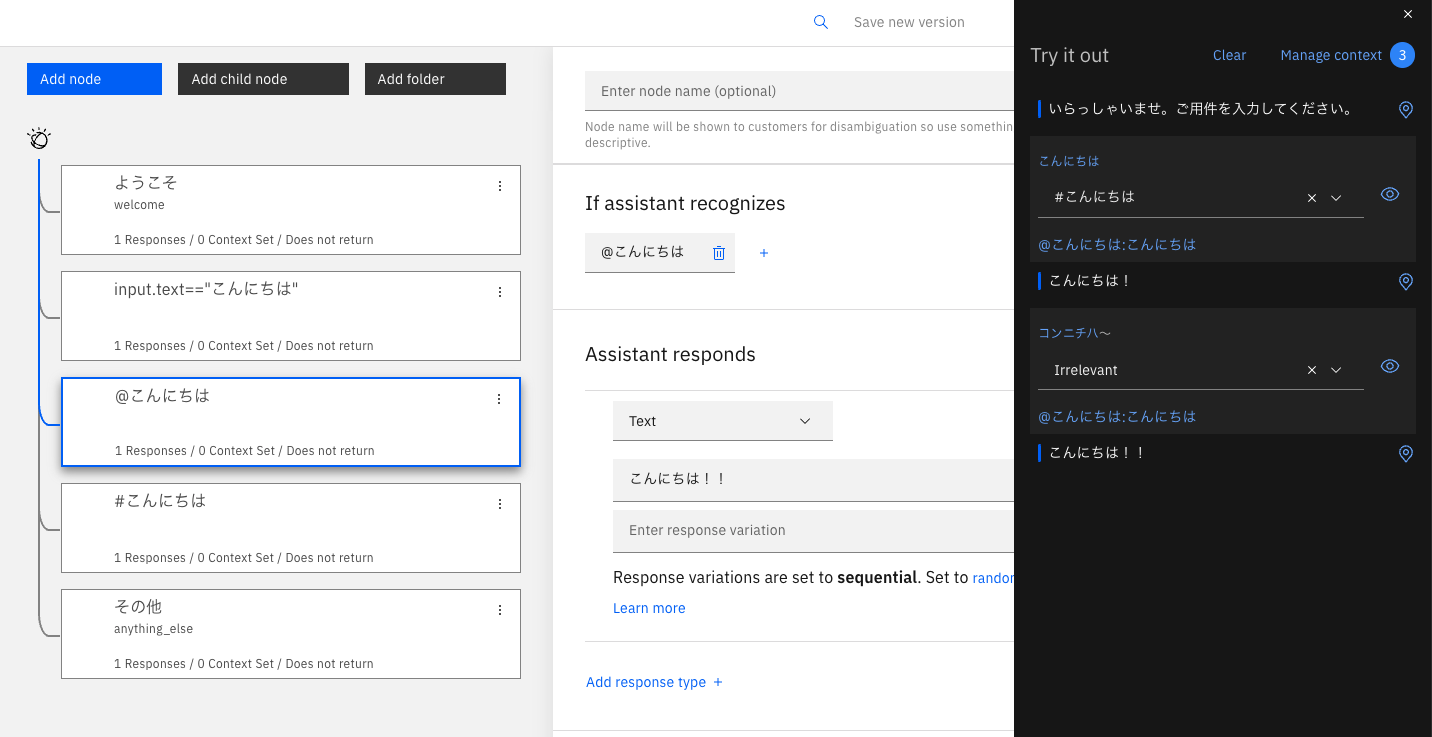 Save new version
Add node
Add child node
Add folder
ようこそ
welcome
1 Responses / 0 Context Set / Does not return
input.text=="こんにちは"
1 Responses / 0 Context Set / Does not return
@こんにちは
1 Responses / 0 Context Set / Does not return
#こんにちは
1 Responses / 0 Context Set / Does not return
その他
anything_else
1 Responses / 0 Context Set / Does not return
Enter node name (optional)
Node name will be shown to customers for disambiguation so use somethin
descriptive.
If assistant recognizes
@こんにちは
Assistant responds
Text
こんにちは！！
Enter response variation
Response variations are set to sequential. Set to random
Learn more
Add response type +
Try it out
Clear
Manage context 3
いらっしゃいませ。ご用件を入力してください。
こんにちは
#こんにちは
@こんにちは:こんにちは
こんにちは！
コンニチハ〜
Irrelevant
@こんにちは:こんにちは
こんにちは！！